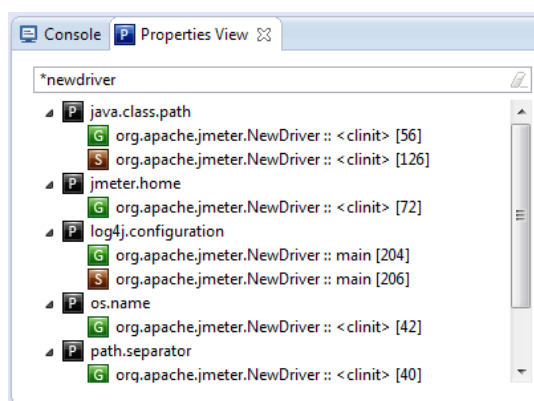 Console P Properties View
*newdriver
P java.class.path
G org.apache.jmeter.NewDriver :: <clinit> [56]
S org.apache.jmeter.NewDriver :: <clinit> [126]
P jmeter.home
G org.apache.jmeter.NewDriver :: <clinit> [72]
P log4j.configuration
G org.apache.jmeter.NewDriver :: main [204]
S org.apache.jmeter.NewDriver :: main [206]
P os.name
G org.apache.jmeter.NewDriver :: <clinit> [42]
P path.separator
G org.apache.jmeter.NewDriver :: <clinit> [40]